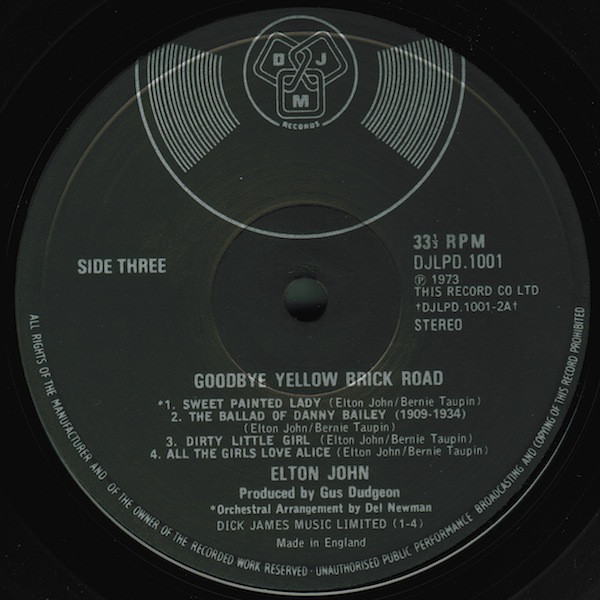 D J
M
RECORDS
SIDE THREE
33⅓ RPM
DJLPD.1001
℗ 1973
THIS RECORD CO LTD
†DJLPD.1001-2A†
STEREO
GOODBYE YELLOW BRICK ROAD
*1. SWEET PAINTED LADY (Elton John/Bernie Taupin)
2. THE BALLAD OF DANNY BAILEY (1909-1934)
(Elton John/Bernie Taupin)
3. DIRTY LITTLE GIRL (Elton John/Bernie Taupin)
4. ALL THE GIRLS LOVE ALICE (Elton John/Bernie Taupin)
ELTON JOHN
Produced by Gus Dudgeon
*Orchestral Arrangement by Del Newman
DICK JAMES MUSIC LIMITED (1-4)
Made in England
ALL RIGHTS OF THE MANUFACTURER AND OF THE OWNER OF THE RECORDED WORK RESERVED · UNAUTHORISED PUBLIC PERFORMANCE BROADCASTING AND COPYING OF THIS RECORD PROHIBITED